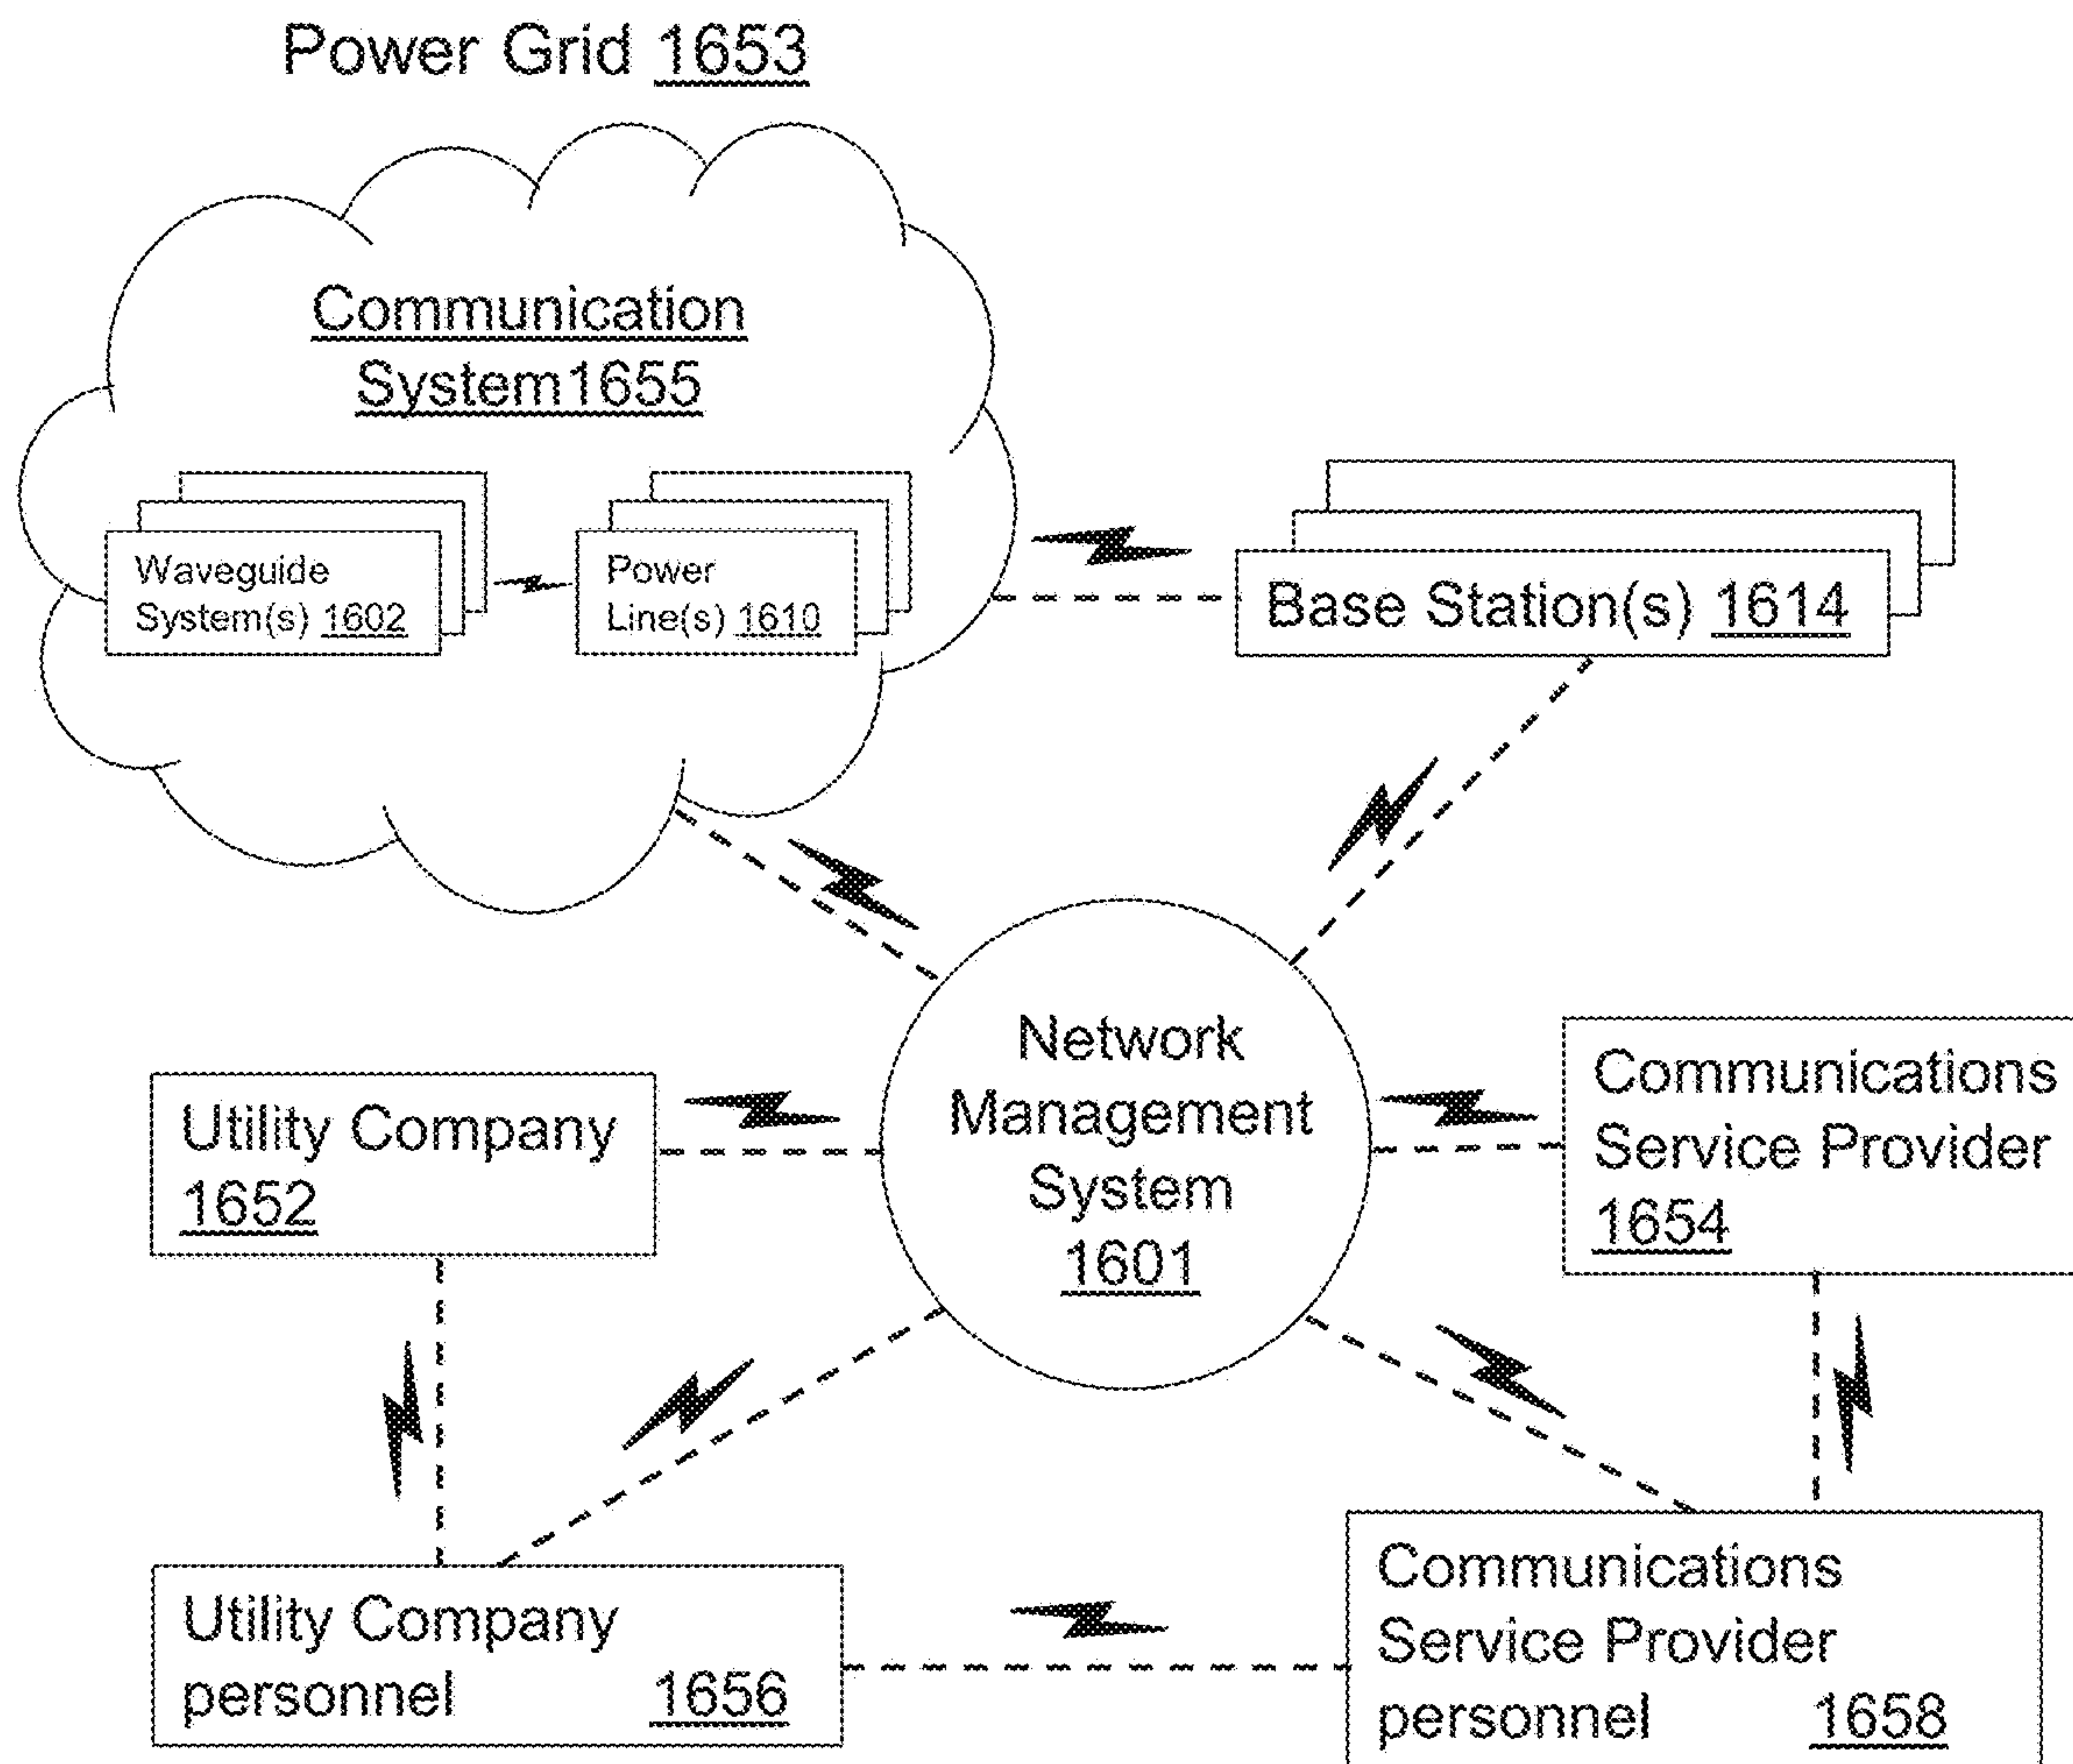 Power Grid 1653
Communication
System1655
Waveguide
System(s) 1602
Power
Line(s) 1610
Base Station(s) 1614
Network
Management
System
1601
Utility Company
1652
Communications
Service Provider
1654
Utility Company
personnel 1656
Communications
Service Provider
personnel 1658